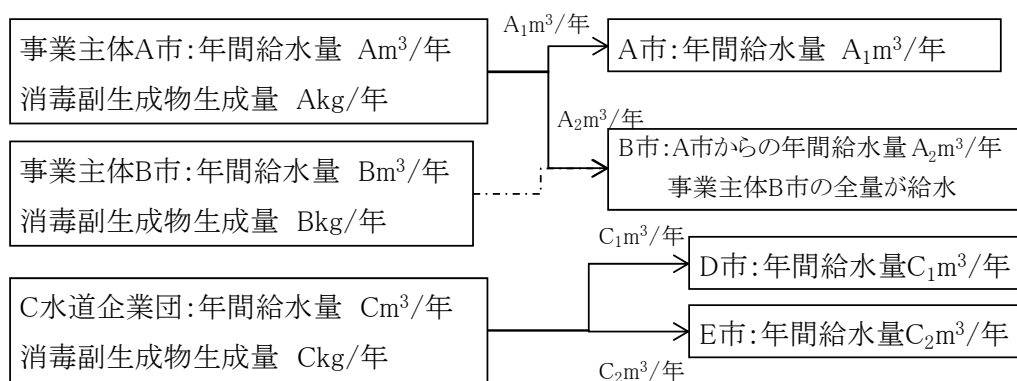 事業主体A市:年間給水量 Am³/年
消毒副生成物生成量 Akg/年
A₁m³/年
A市:年間給水量 A₁m³/年
A₂m³/年
B市:A市からの年間給水量 A₂m³/年
事業主体B市の全量が給水
事業主体B市:年間給水量 Bm³/年
消毒副生成物生成量 Bkg/年
C₁m³/年
D市:年間給水量C₁m³/年
C水道企業団:年間給水量 Cm³/年
消毒副生成物生成量 Ckg/年
E市:年間給水量C₂m³/年
C₂m³/年